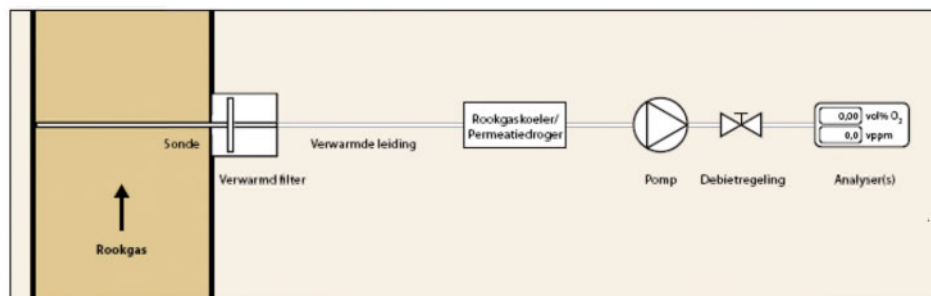 Rookgaskoeler/
Permeatiedroger
0,00 vol% O2
0,0 vppm
Sonde
Verwarmde leiding
Verwarmd filter
Pomp
Debietregeling
Analyser(s)
Rookgas